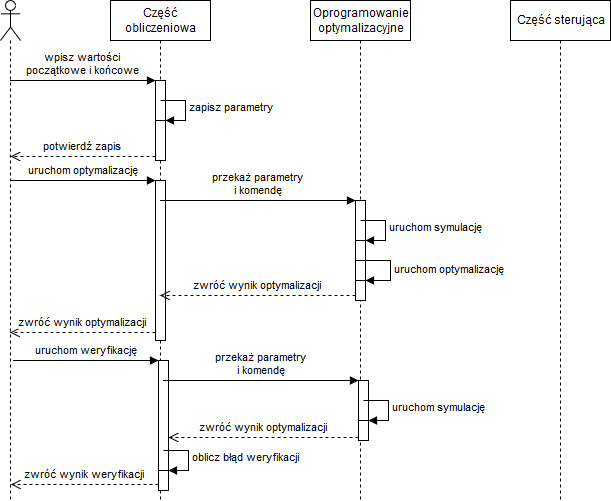 Część
obliczeniowa
Oprogramowanie
optymalizacyjne
Część sterująca
wpisz wartości
początkowe i końcowe
zapisz parametry
potwierdź zapis
uruchom optymalizację
przekaż parametry
i komendę
uruchom symulację
uruchom optymalizację
zwróć wynik optymalizacji
zwróć wynik optymalizacji
uruchom weryfikację
przekaż parametry
i komendę
uruchom symulację
zwróć wynik optymalizacji
oblicz błąd weryfikacji
zwróć wynik weryfikacji